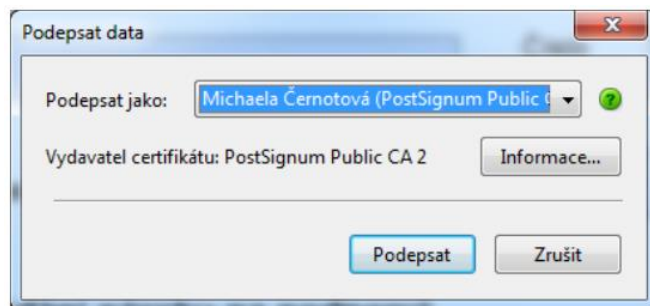 Podepsat data
Podepsat jako: Michaela Černotová (PostSignum Public
Vydavatel certifikátu: PostSignum Public CA 2 Informace...
Podepsat Zrušit